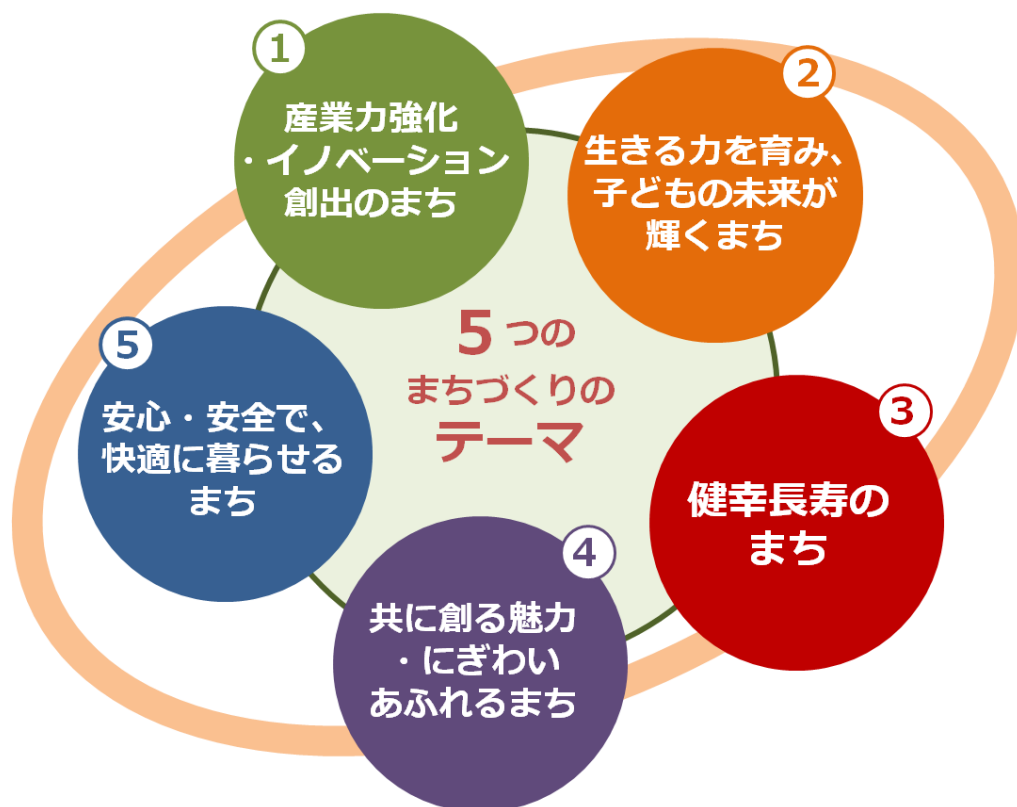 5つの
まちづくりの
テーマ
①
産業力強化
・イノベーション
創出のまち
②
生きる力を育み、
子どもの未来が
輝くまち
③
健幸長寿の
まち
④
共に創る魅力
・にぎわい
あふれるまち
⑤
安心・安全で、
快適に暮らせる
まち